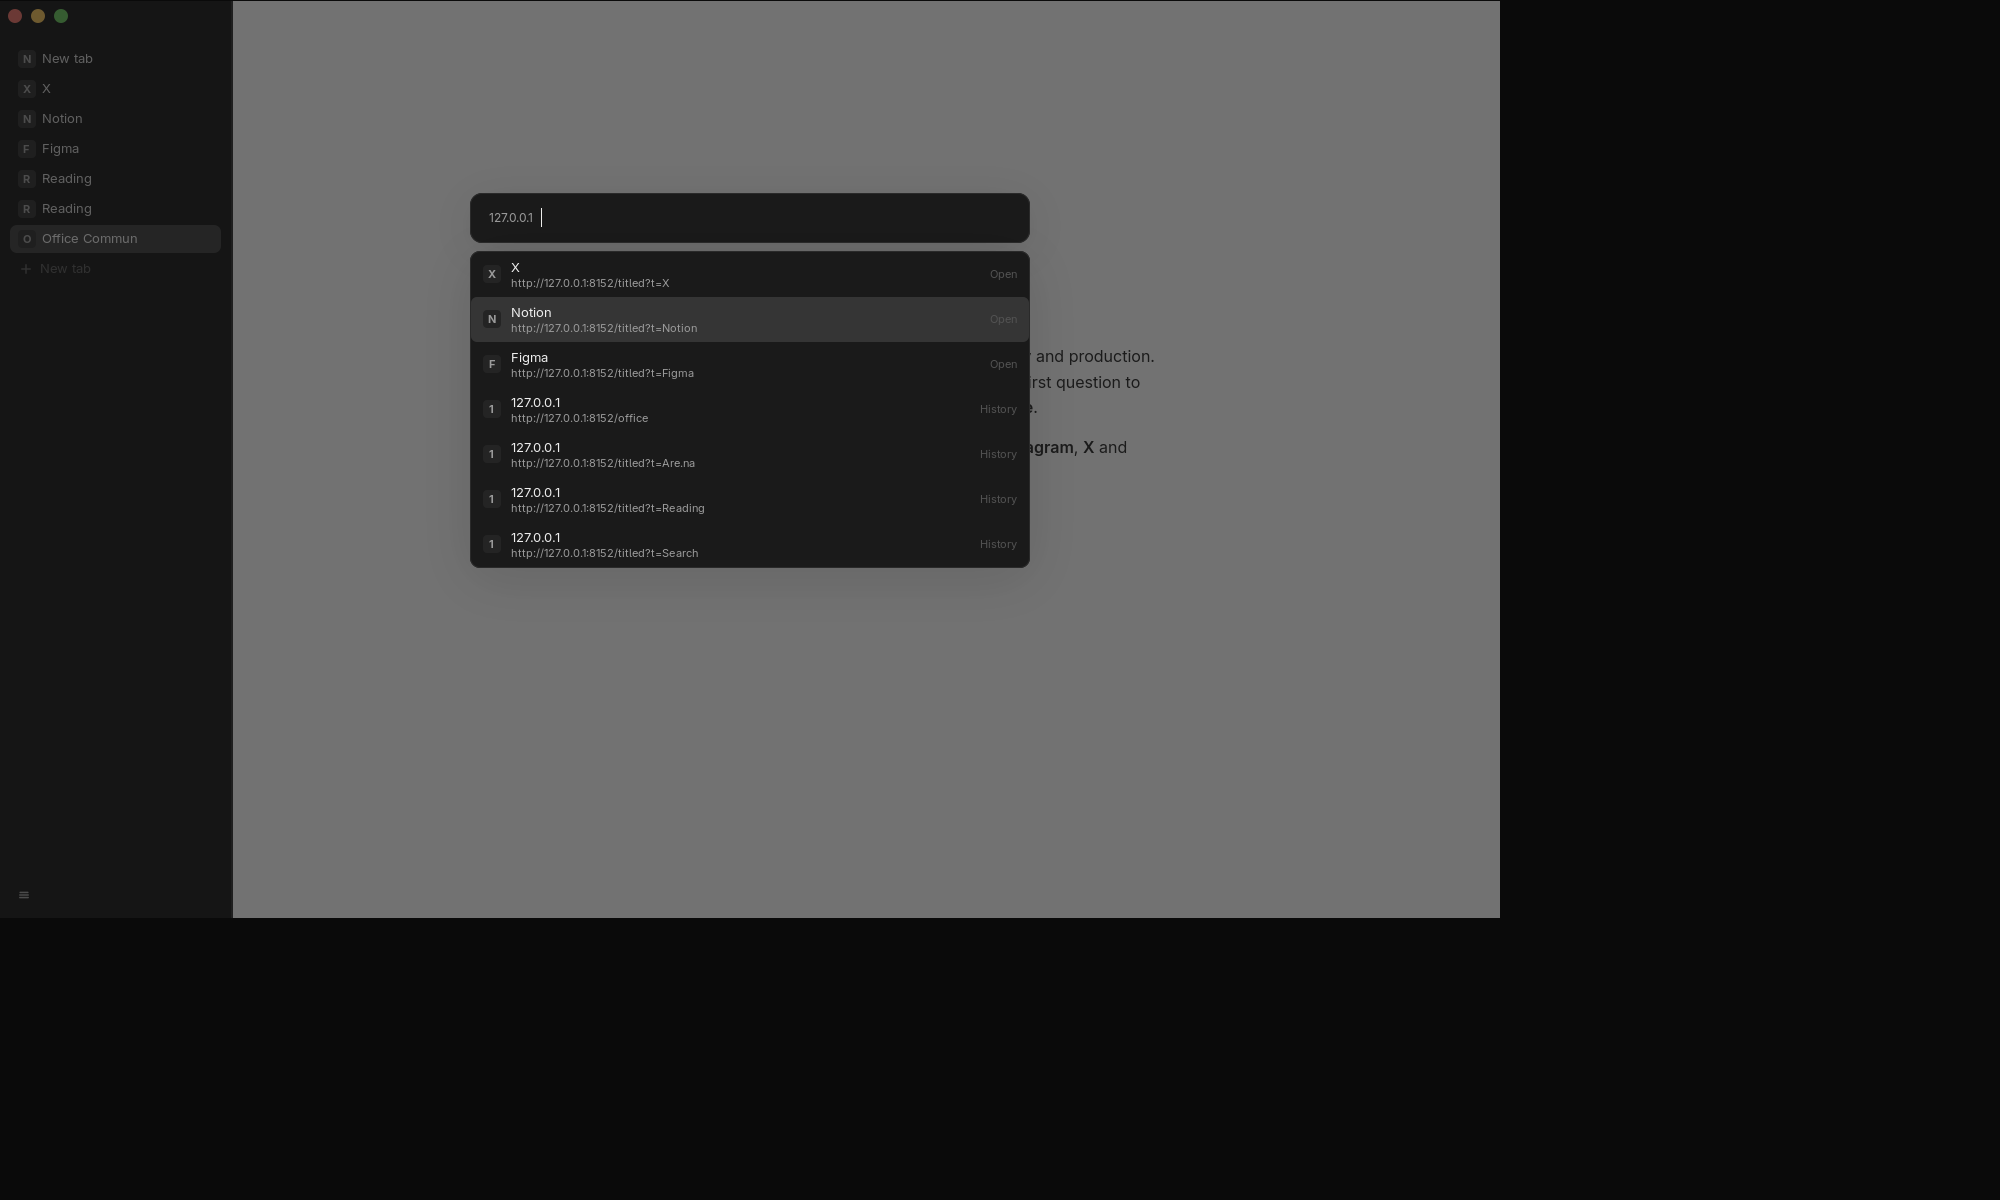 N New tab
X X
N Notion
F Figma
R Reading
R Reading
O Office Commun
+ New tab
127.0.0.1
X X
http://127.0.0.1:8152/titled?t=X Open
N Notion
http://127.0.0.1:8152/titled?t=Notion Open
F Figma
http://127.0.0.1:8152/titled?t=Figma Open
1 127.0.0.1
http://127.0.0.1:8152/office History
1 127.0.0.1
http://127.0.0.1:8152/titled?t=Are.na History
1 127.0.0.1
http://127.0.0.1:8152/titled?t=Reading History
1 127.0.0.1
http://127.0.0.1:8152/titled?t=Search History
and production.
question to
X and